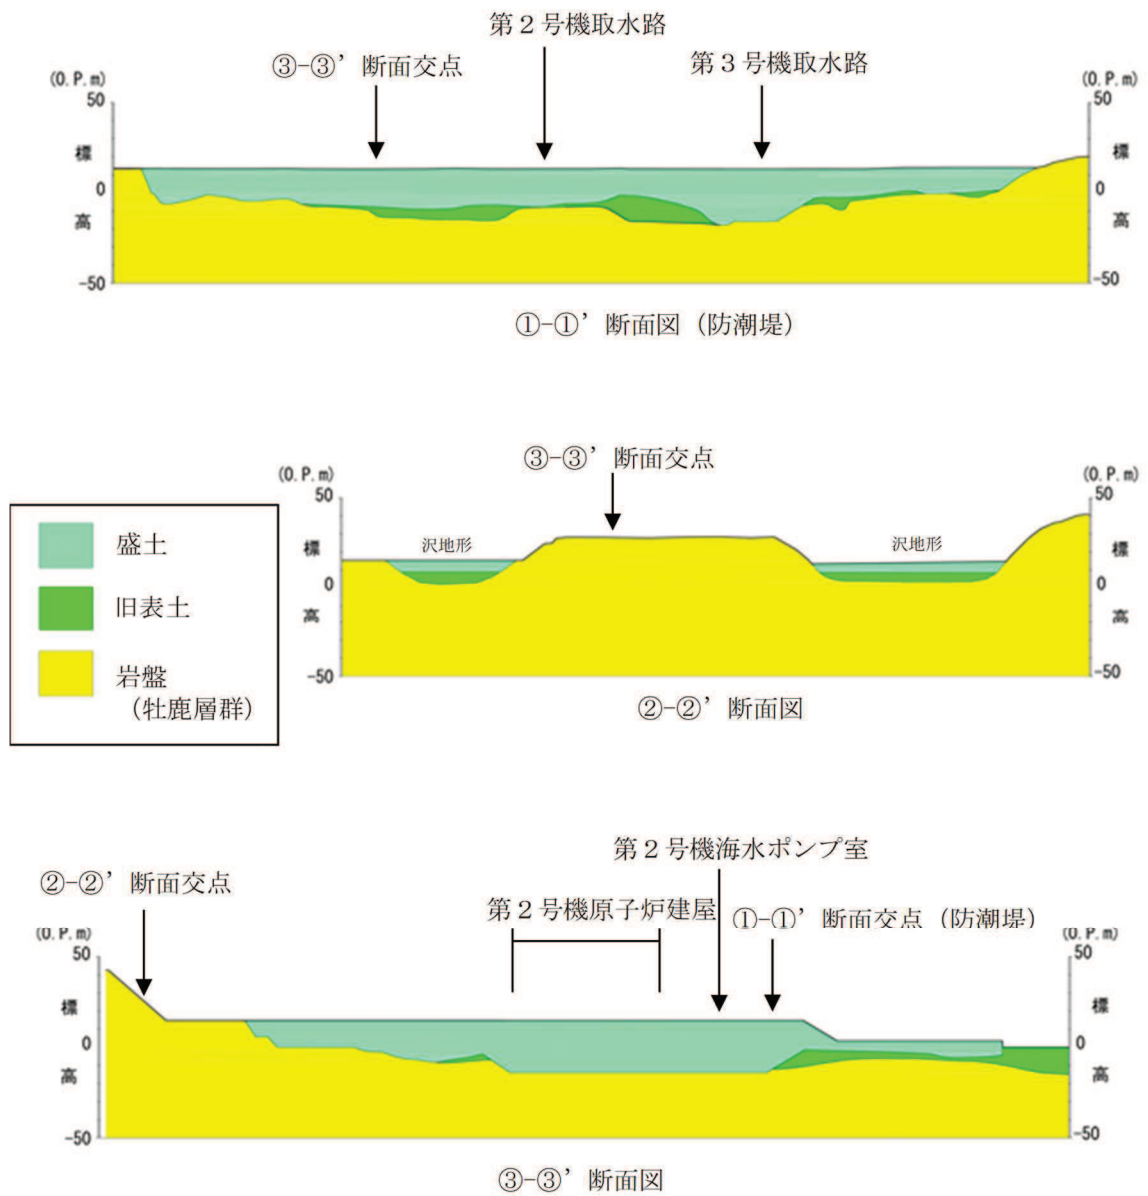 第２号機取水路
③-③’断面交点
第３号機取水路
(O.P.m)
(O.P.m)
50
50
標
標
0
0
高
高
-50
-50
①-①’断面図（防潮堤）
③-③’断面交点
(O.P.m)
(O.P.m)
50
50
標
沢地形
沢地形
標
0
0
高
高
-50
-50
②-②’断面図
盛土
旧表土
岩盤
（牡鹿層群）
第２号機海水ポンプ室
②-②’断面交点
第２号機原子炉建屋
①-①’断面交点（防潮堤）
(O.P.m)
(O.P.m)
50
50
標
標
0
0
高
高
-50
-50
③-③’断面図